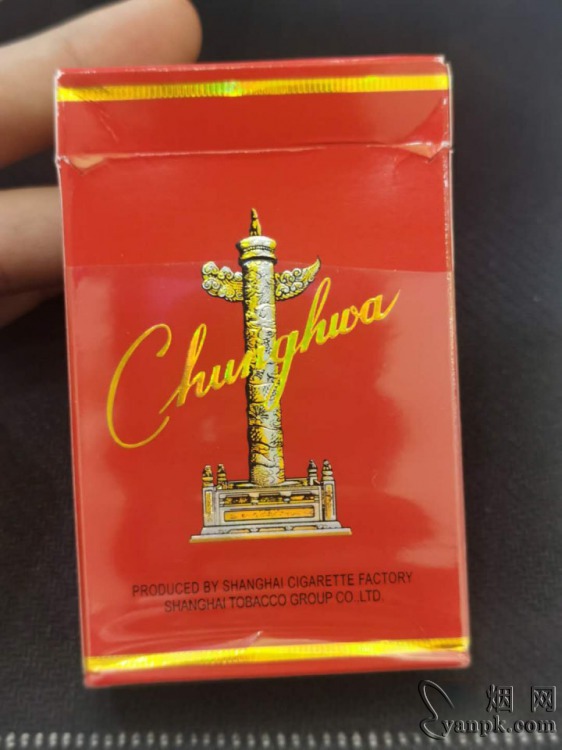 Chunghwa
PRODUCED BY SHANGHAI CIGARETTE FACTORY
SHANGHAI TOBACCO GROUP CO.,LTD.
烟网
yanpk.com